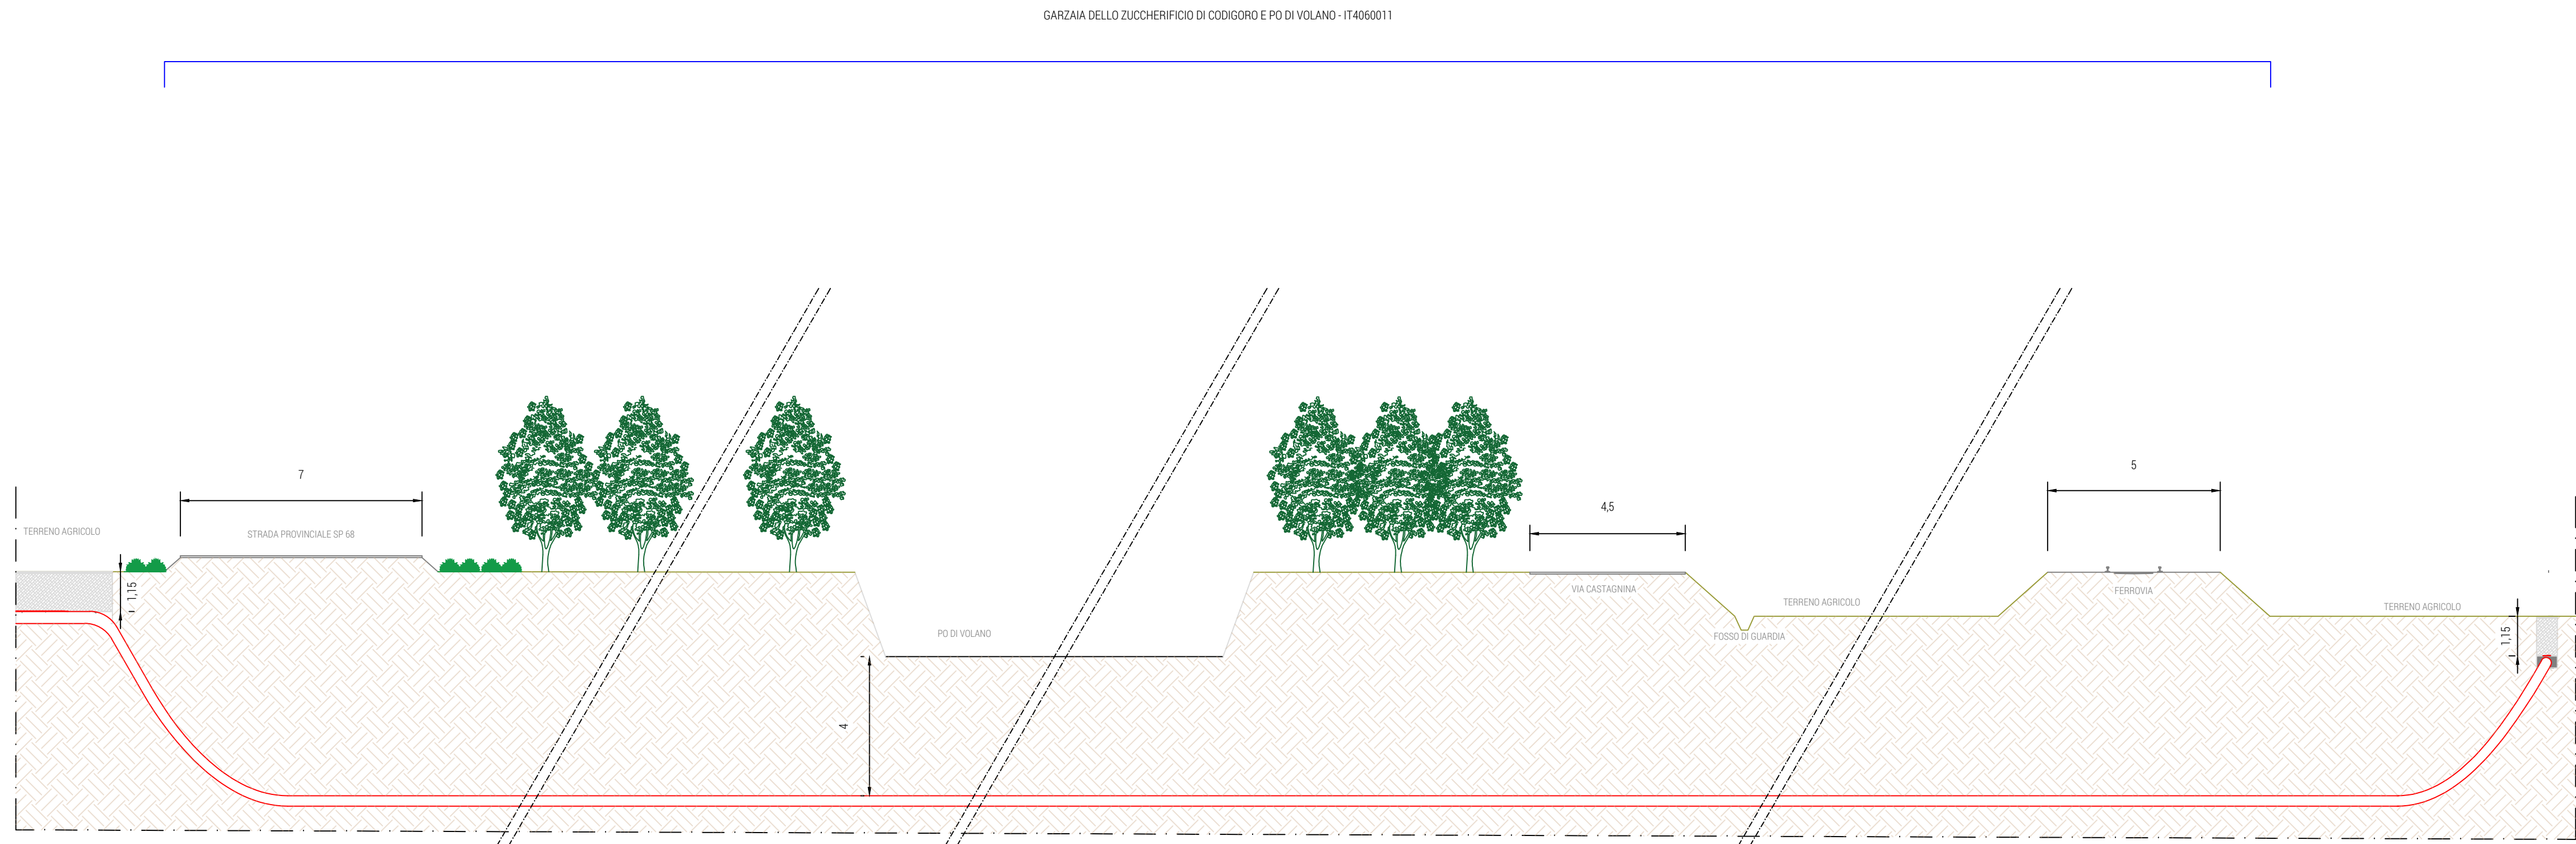 GARZAIA DELLO ZUCCHERIFICIO DI CODIGORO E PO DI VOLANO - IT4060011
7
4,5
5
TERRENO AGRICOLO
STRADA PROVINCIALE SP 68
1,15
VIA CASTAGNINA
TERRENO AGRICOLO
FERROVIA
TERRENO AGRICOLO
PO DI VOLANO
FOSSO DI GUARDIA
1,15
4